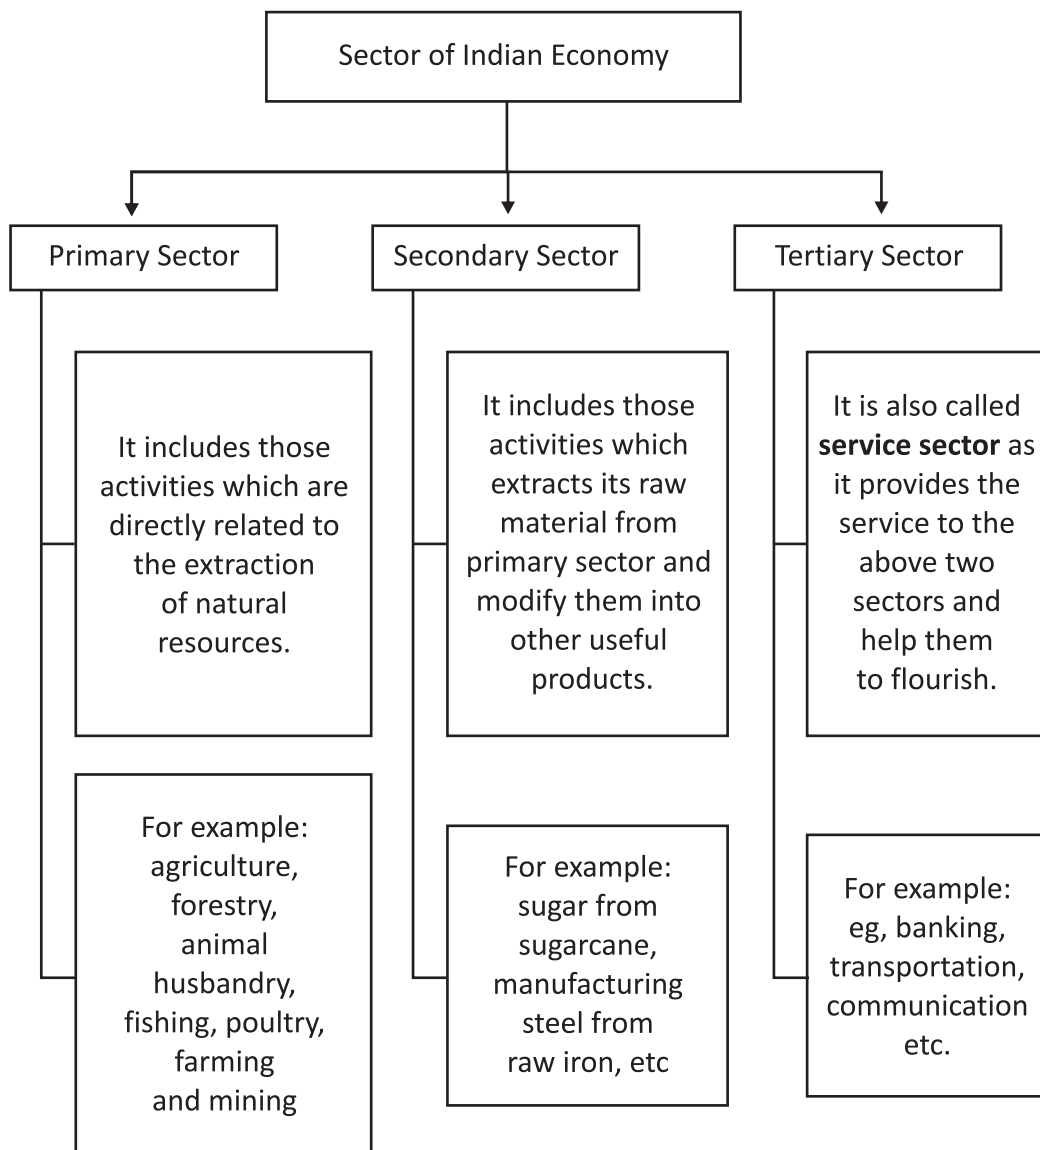 Sector of Indian Economy
Primary Sector
Secondary Sector
Tertiary Sector
It includes those
activities which are
directly related to
the extraction
of natural
resources.
It includes those
activities which
extracts its raw
material from
primary sector and
modify them into
other useful
products.
It is also called
service sector as
it provides the
service to the
above two
sectors and
help them
to flourish.
For example:
agriculture,
forestry,
animal
husbandry,
fishing, poultry,
farming
and mining
For example:
sugar from
sugarcane,
manufacturing
steel from
raw iron, etc
For example:
eg, banking,
transportation,
communication
etc.